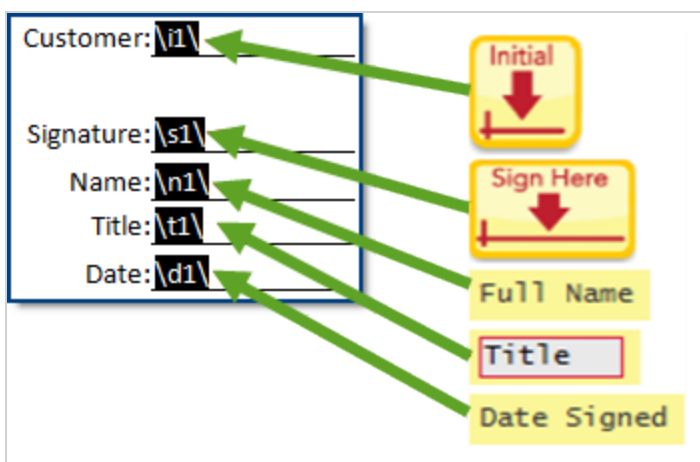 Customer: \i1\
Signature: \s1\
Name: \n1\
Title: \t1\
Date: \d1\
Initial
Sign Here
Full Name
Title
Date Signed